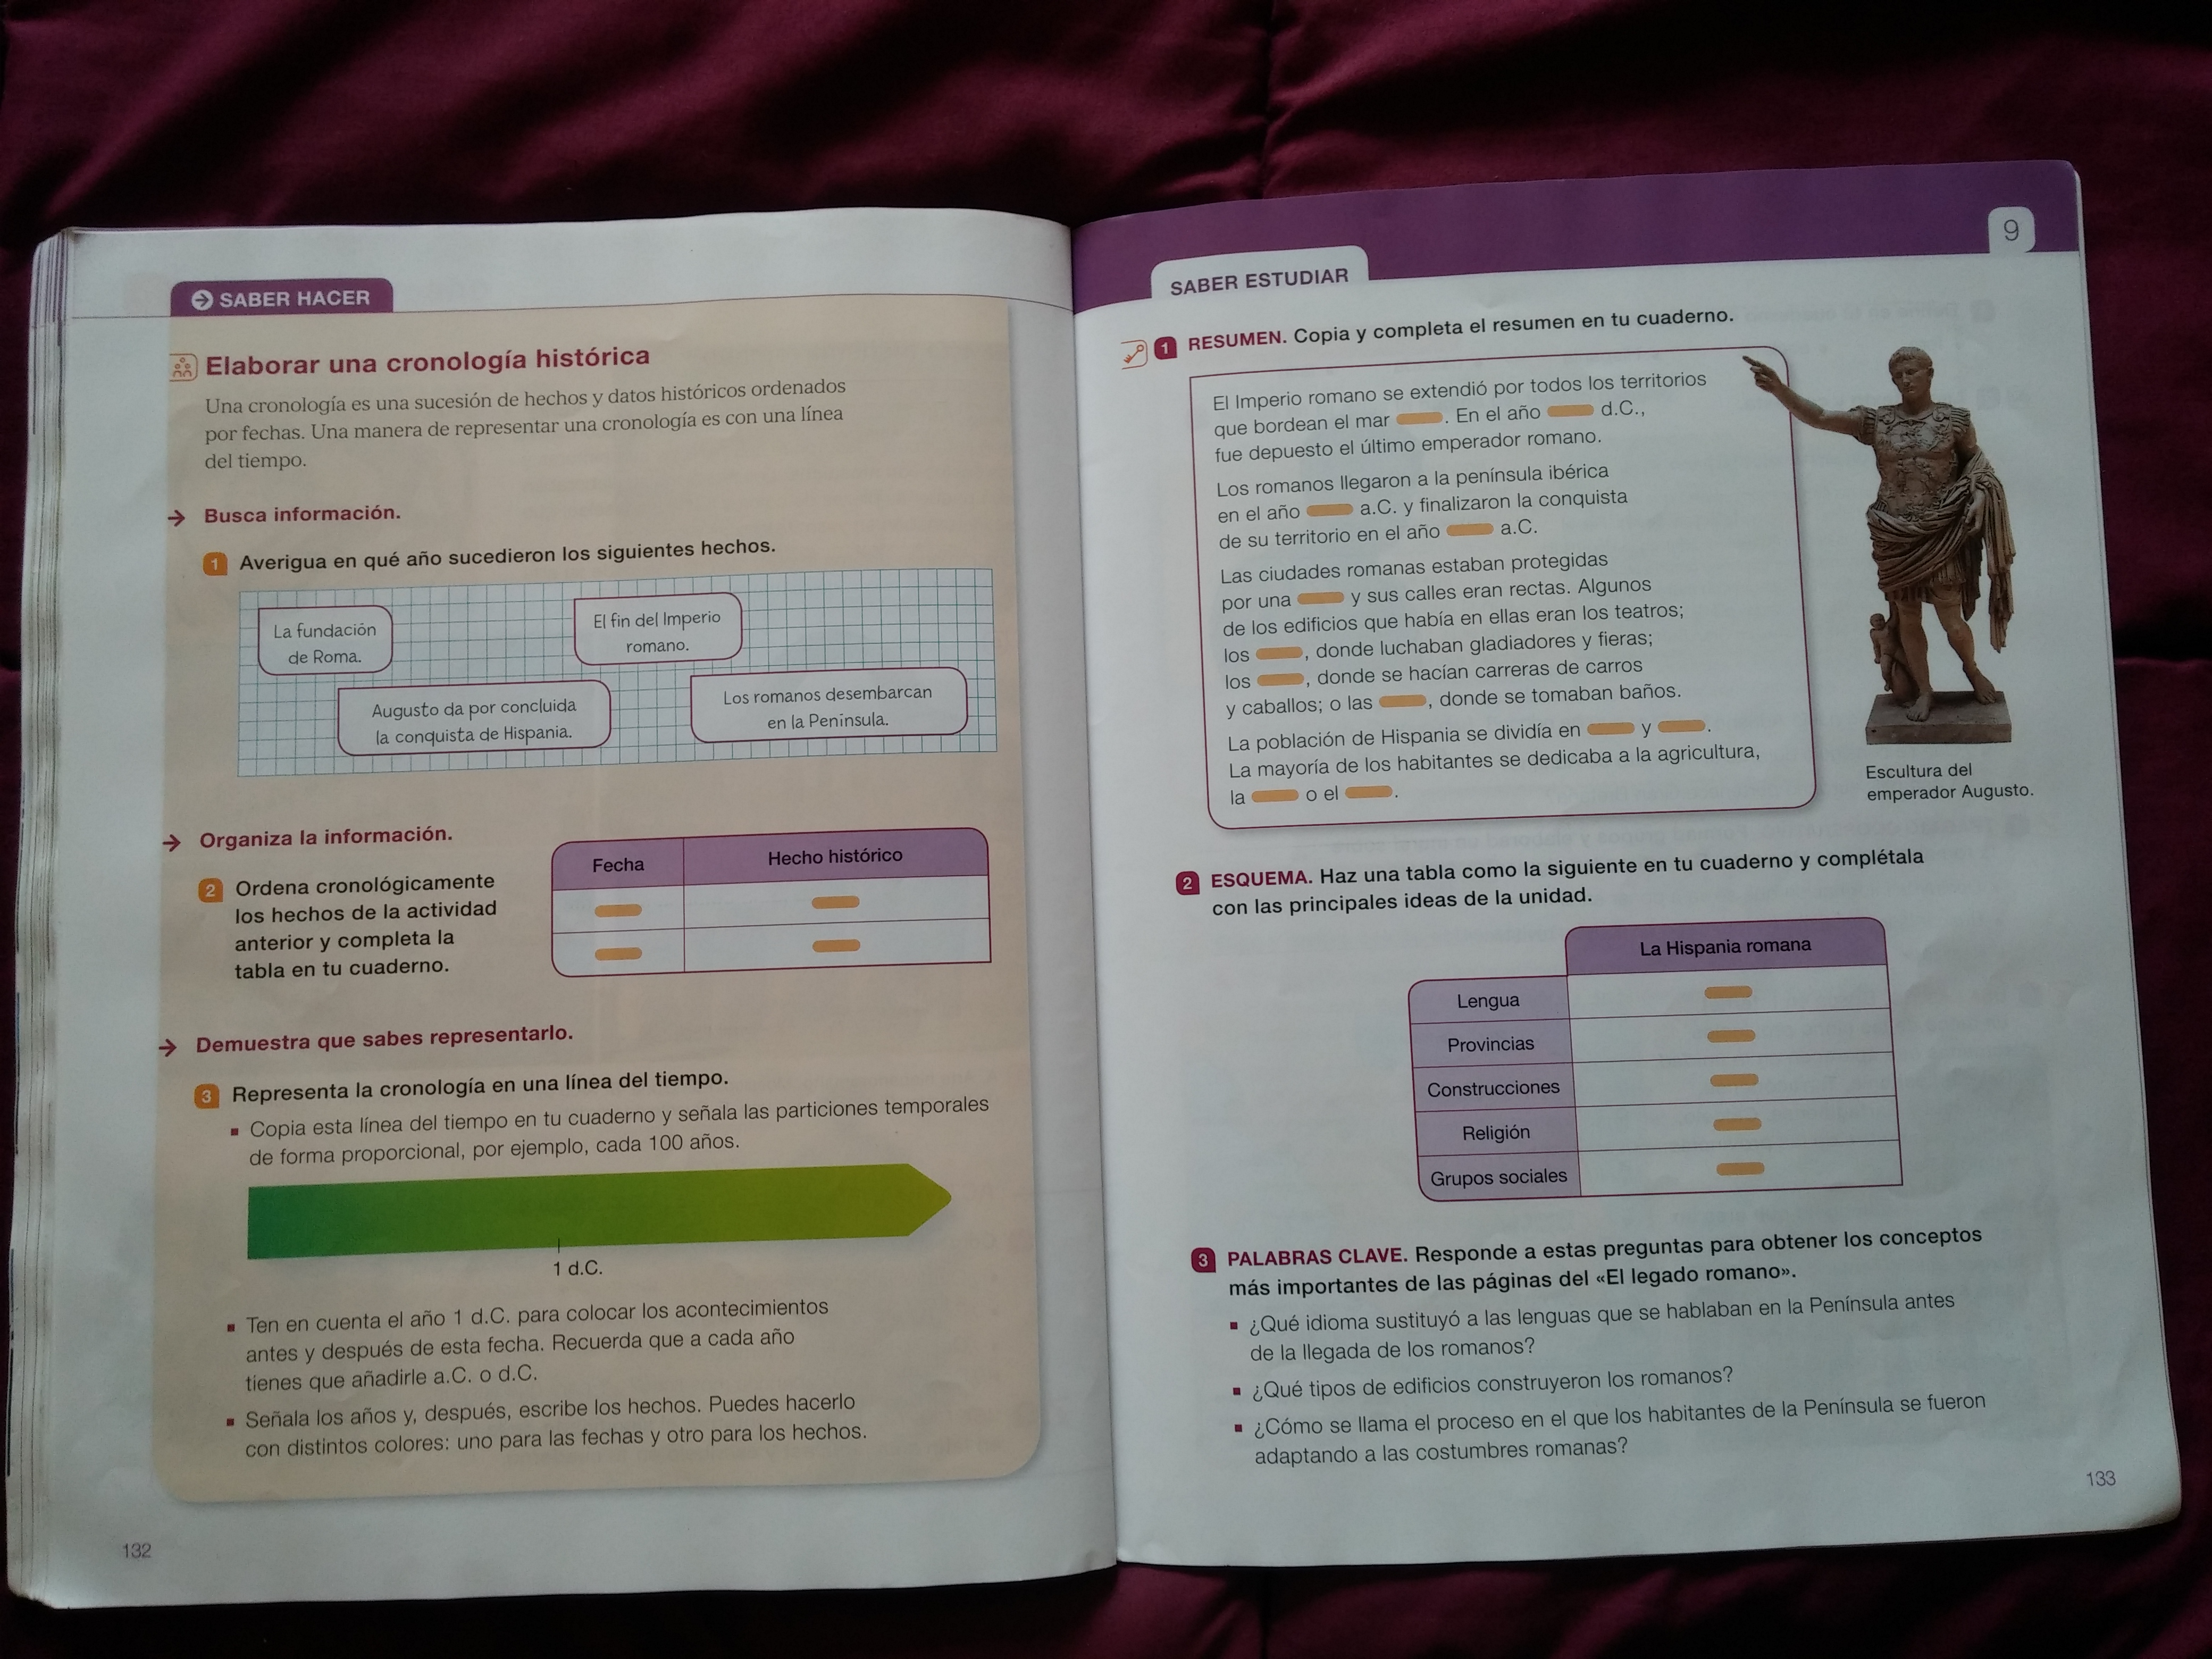 SABER HACER
Elaborar una cronología histórica
Una cronología es una sucesión de hechos y datos históricos ordenados
por fechas. Una manera de representar una cronología es con una línea
del tiempo.
Busca información.
1 Averigua en qué año sucedieron los siguientes hechos.
La fundación
de Roma.
El fin del Imperio
romano.
Augusto da por concluida
la conquista de Hispania.
Los romanos desembarcan
en la Península.
Organiza la información.
2 Ordena cronológicamente
los hechos de la actividad
anterior y completa la
tabla en tu cuaderno.
Fecha Hecho histórico
Demuestra que sabes representarlo.
3 Representa la cronología en una línea del tiempo.
Copia esta línea del tiempo en tu cuaderno y señala las particiones temporales
de forma proporcional, por ejemplo, cada 100 años.
1 d.C.
Ten en cuenta el año 1 d.C. para colocar los acontecimientos
antes y después de esta fecha. Recuerda que a cada año
tienes que añadirle a.C. o d.C.
Señala los años y, después, escribe los hechos. Puedes hacerlo
con distintos colores: uno para las fechas y otro para los hechos.
132
9
SABER ESTUDIAR
1 RESUMEN. Copia y completa el resumen en tu cuaderno.
El Imperio romano se extendió por todos los territorios
que bordean el mar . En el año d.C.,
fue depuesto el último emperador romano.
Los romanos llegaron a la península ibérica
en el año a.C. y finalizaron la conquista
de su territorio en el año a.C.
Las ciudades romanas estaban protegidas
por una y sus calles eran rectas. Algunos
de los edificios que había en ellas eran los teatros;
los , donde luchaban gladiadores y fieras;
los , donde se hacían carreras de carros
y caballos; o las , donde se tomaban baños.
La población de Hispania se dividía en y .
La mayoría de los habitantes se dedicaba a la agricultura,
la o el .
Escultura del
emperador Augusto.
2 ESQUEMA. Haz una tabla como la siguiente en tu cuaderno y complétala
con las principales ideas de la unidad.
La Hispania romana
Lengua
Provincias
Construcciones
Religión
Grupos sociales
3 PALABRAS CLAVE. Responde a estas preguntas para obtener los conceptos
más importantes de las páginas del «El legado romano».
¿Qué idioma sustituyó a las lenguas que se hablaban en la Península antes
de la llegada de los romanos?
¿Qué tipos de edificios construyeron los romanos?
¿Cómo se llama el proceso en el que los habitantes de la Península se fueron
adaptando a las costumbres romanas?
133